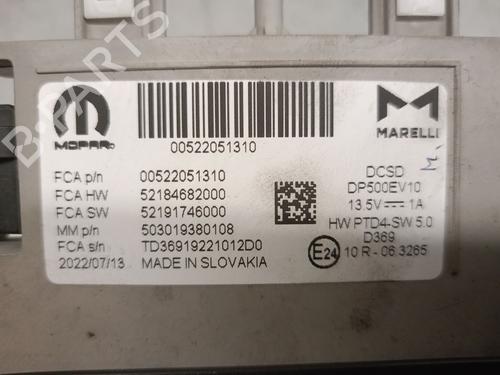 MOPAR
00522051310
MARELLI
FCA p/n 00522051310
FCA HW 52184682000
FCA SW 52191746000
MM p/n 503019380108
FCA s/n TD36919221012D0
2022/07/13 MADE IN SLOVAKIA
DCSD
DP500EV10
13.5V 1A
HW PTD4-SW 5.0
D369
E24 10 R - 06 3265
B-PARTS